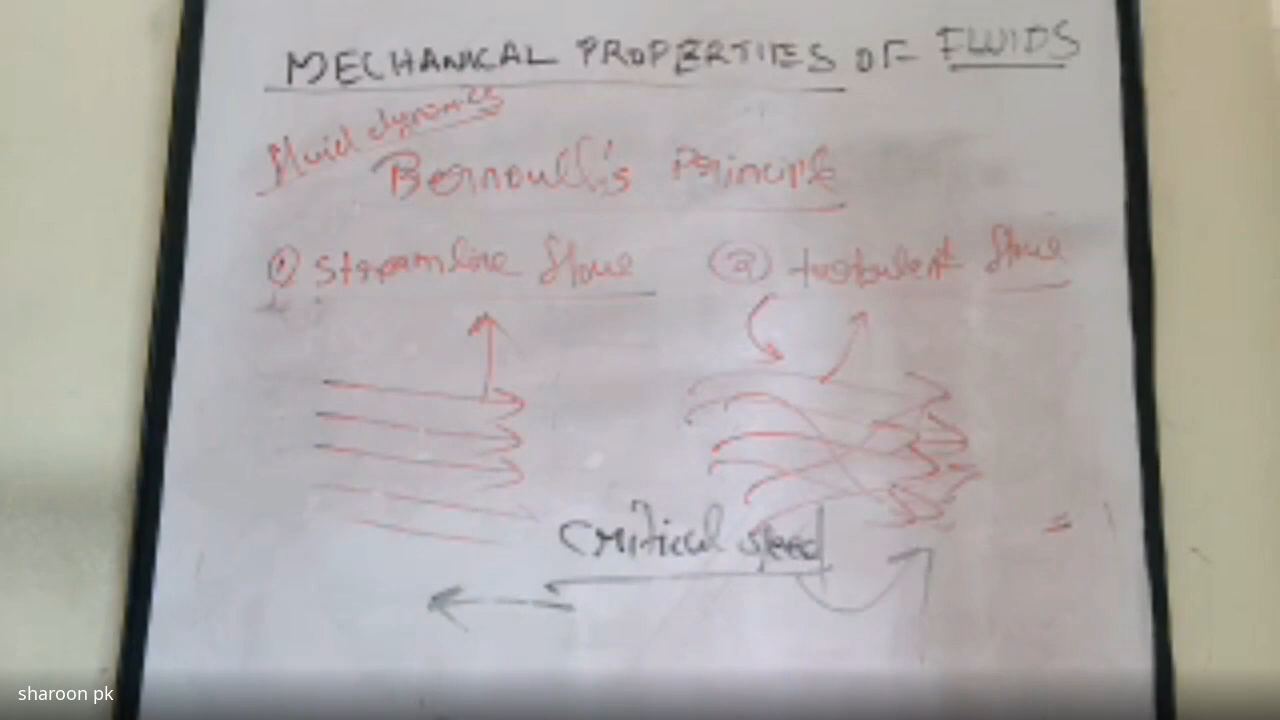 MECHANICAL PROPERTIES OF FLUIDS
fluid dynamics
Bernoulli's Principle
① Streamline flow
② turbulent flow
Critical speed
sharoon pk